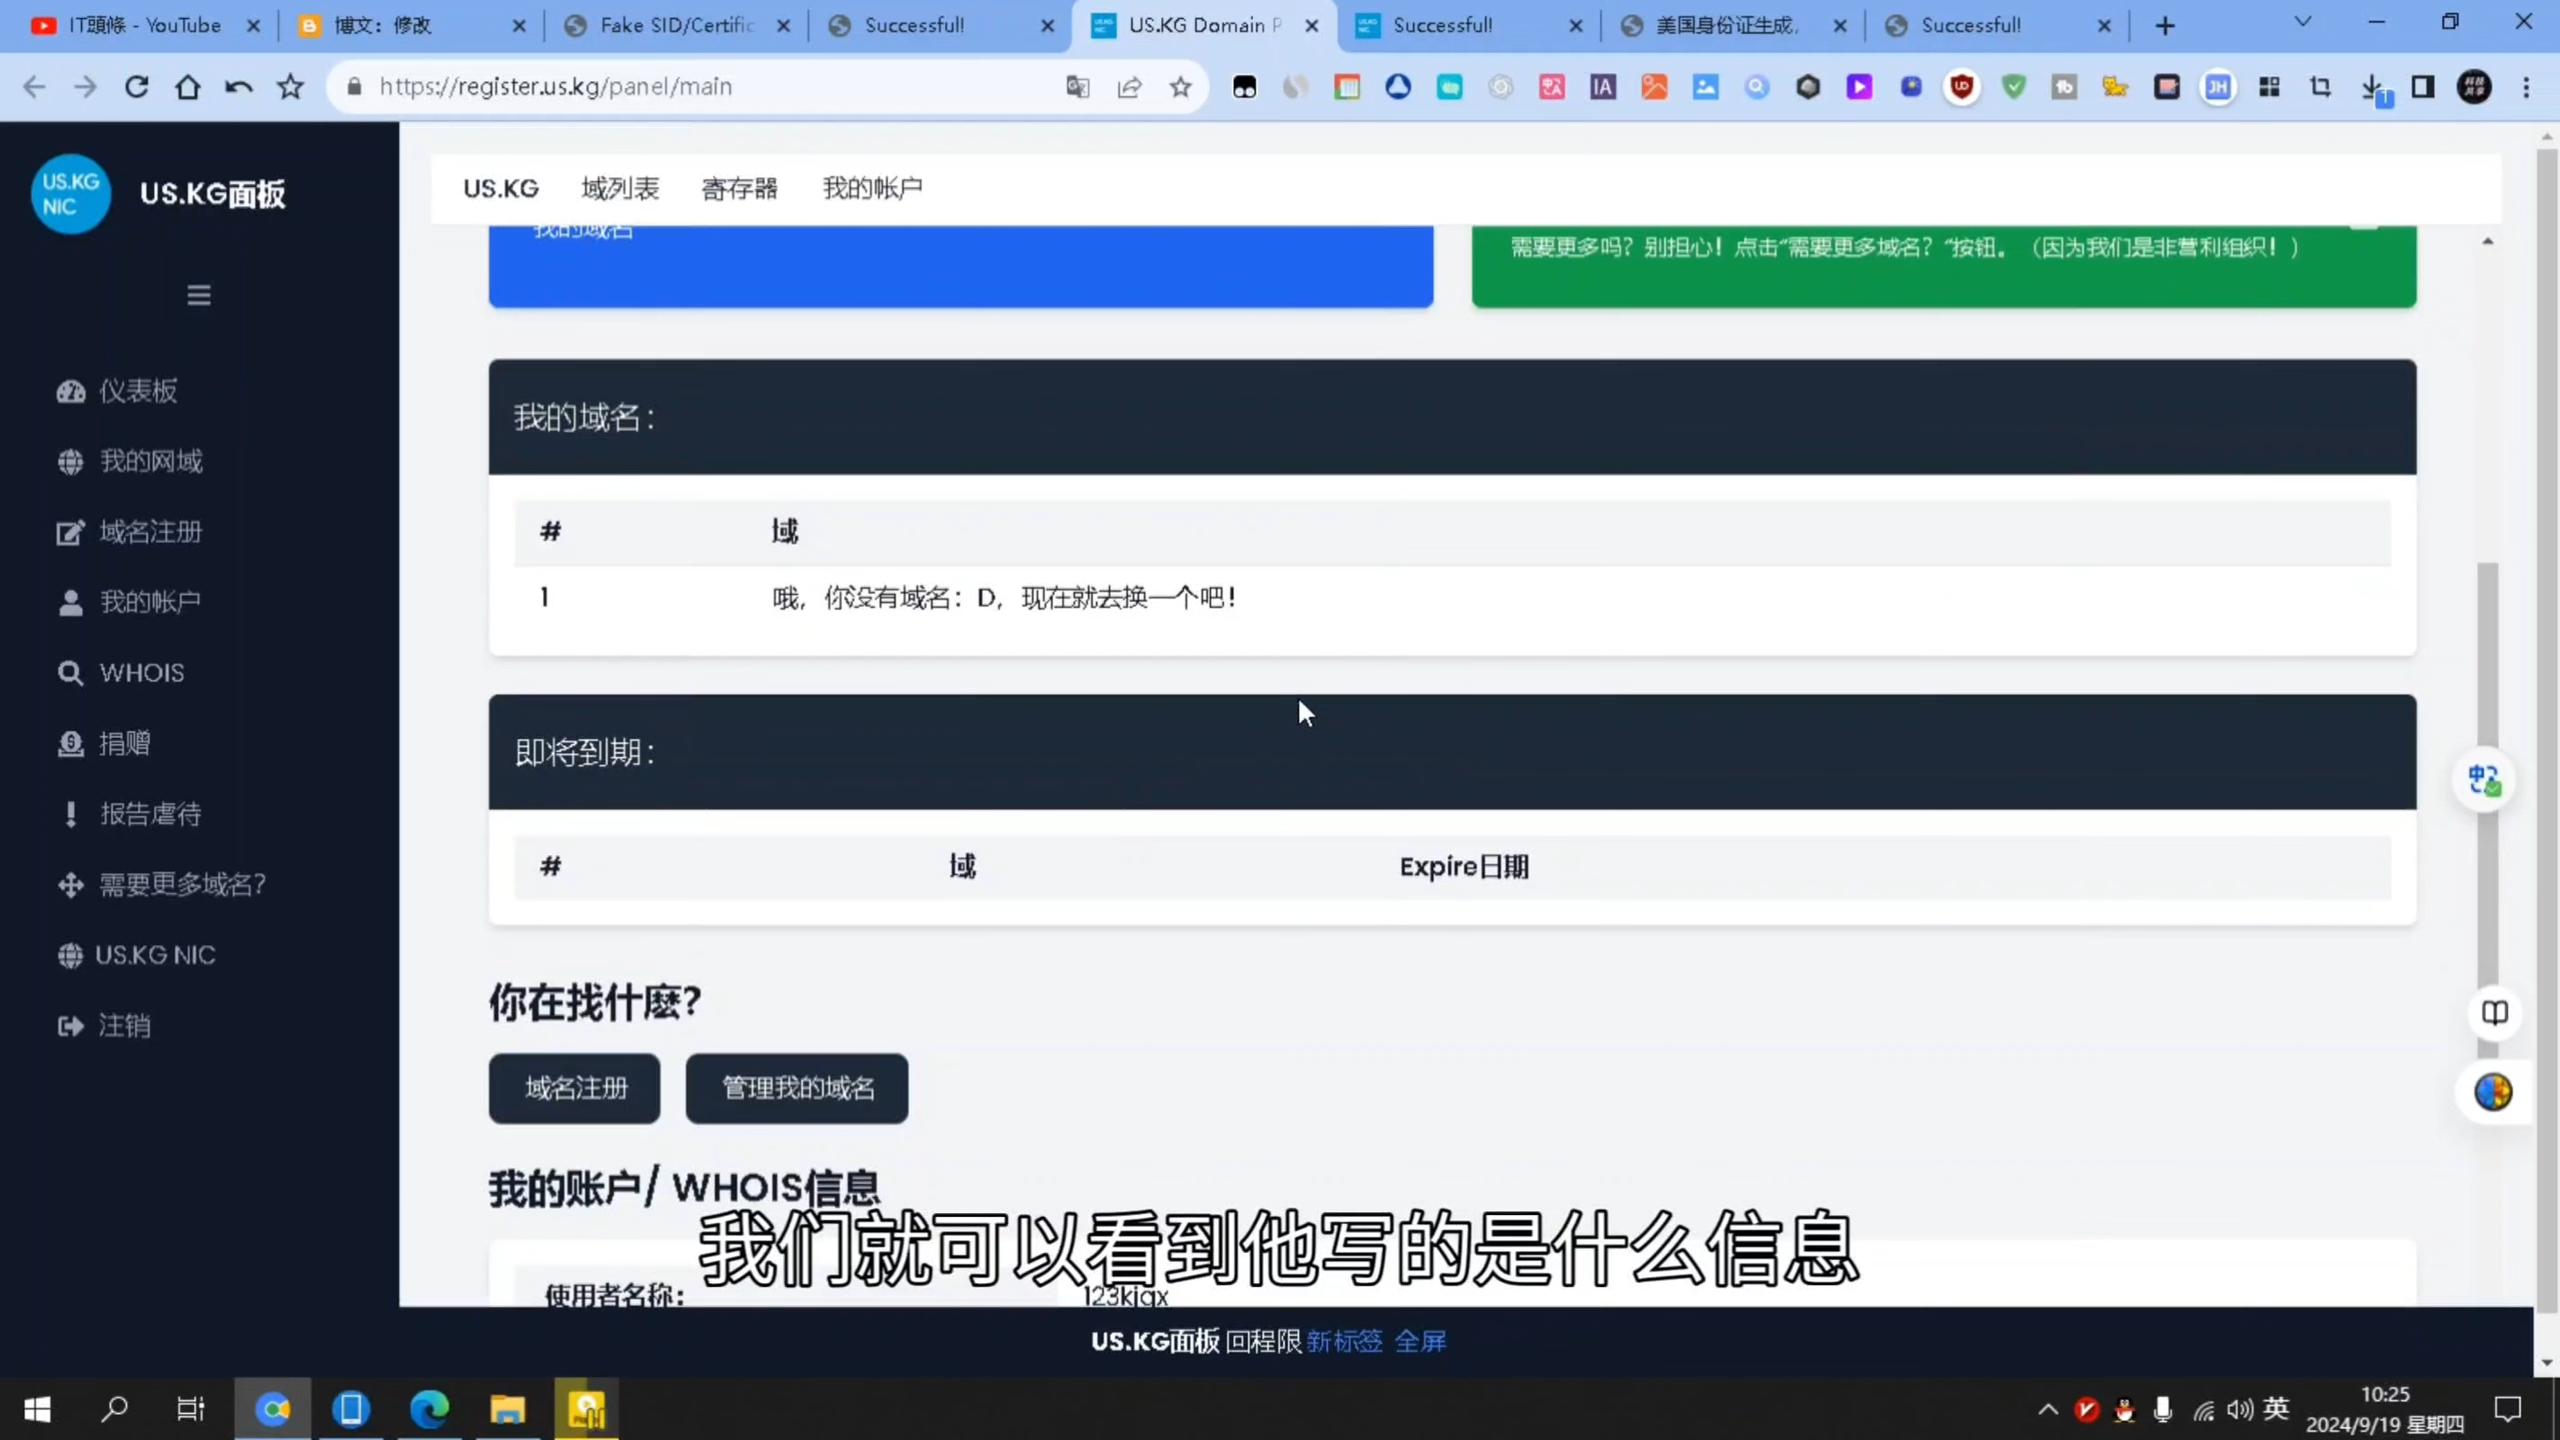 IT頭條 - YouTube
博文：修改
Fake SID/Certific
Successful!
US.KG Domain P
Successful!
美国身份证生成,
Successful!
https://register.us.kg/panel/main
US.KG
NIC
US.KG面板
US.KG 域列表 寄存器 我的帐户
我的域名
需要更多吗？别担心！点击“需要更多域名？”按钮。（因为我们是非营利组织！）
仪表板
我的网域
域名注册
我的帐户
WHOIS
捐赠
报告虐待
需要更多域名？
US.KG NIC
注销
我的域名：
# 域
1 哦，你没有域名：D，现在就去换一个吧！
即将到期：
# 域 Expire日期
你在找什麽？
域名注册 管理我的域名
我的账户/ WHOIS信息
我们就可以看到他写的是什么信息
使用者名称： 123kjgx
US.KG面板 回程限 新标签 全屏
英
10:25
2024/9/19 星期四